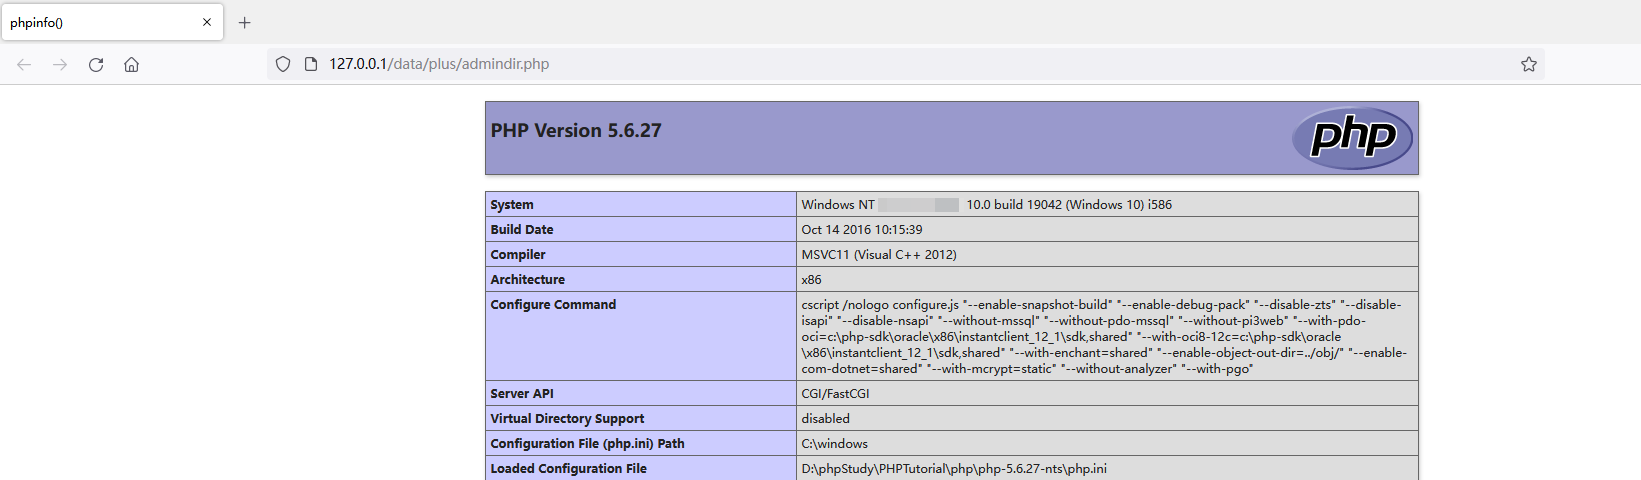 phpinfo()
127.0.0.1/data/plus/admindir.php
PHP Version 5.6.27
php
System Windows NT 10.0 build 19042 (Windows 10) i586
Build Date Oct 14 2016 10:15:39
Compiler MSVC11 (Visual C++ 2012)
Architecture x86
Configure Command cscript /nologo configure.js "--enable-snapshot-build" "--enable-debug-pack" "--disable-zts" "--disable-
isapi" "--disable-nsapi" "--without-mssql" "--without-pdo-mssql" "--without-pi3web" "--with-pdo-
oci=c:\php-sdk\oracle\x86\instantclient_12_1\sdk,shared" "--with-oci8-12c=c:\php-sdk\oracle
\x86\instantclient_12_1\sdk,shared" "--with-enchant=shared" "--enable-object-out-dir=../obj/" "--enable-
com-dotnet=shared" "--with-mcrypt=static" "--without-analyzer" "--with-pgo"
Server API CGI/FastCGI
Virtual Directory Support disabled
Configuration File (php.ini) Path C:\windows
Loaded Configuration File D:\phpStudy\PHPTutorial\php\php-5.6.27-nts\php.ini